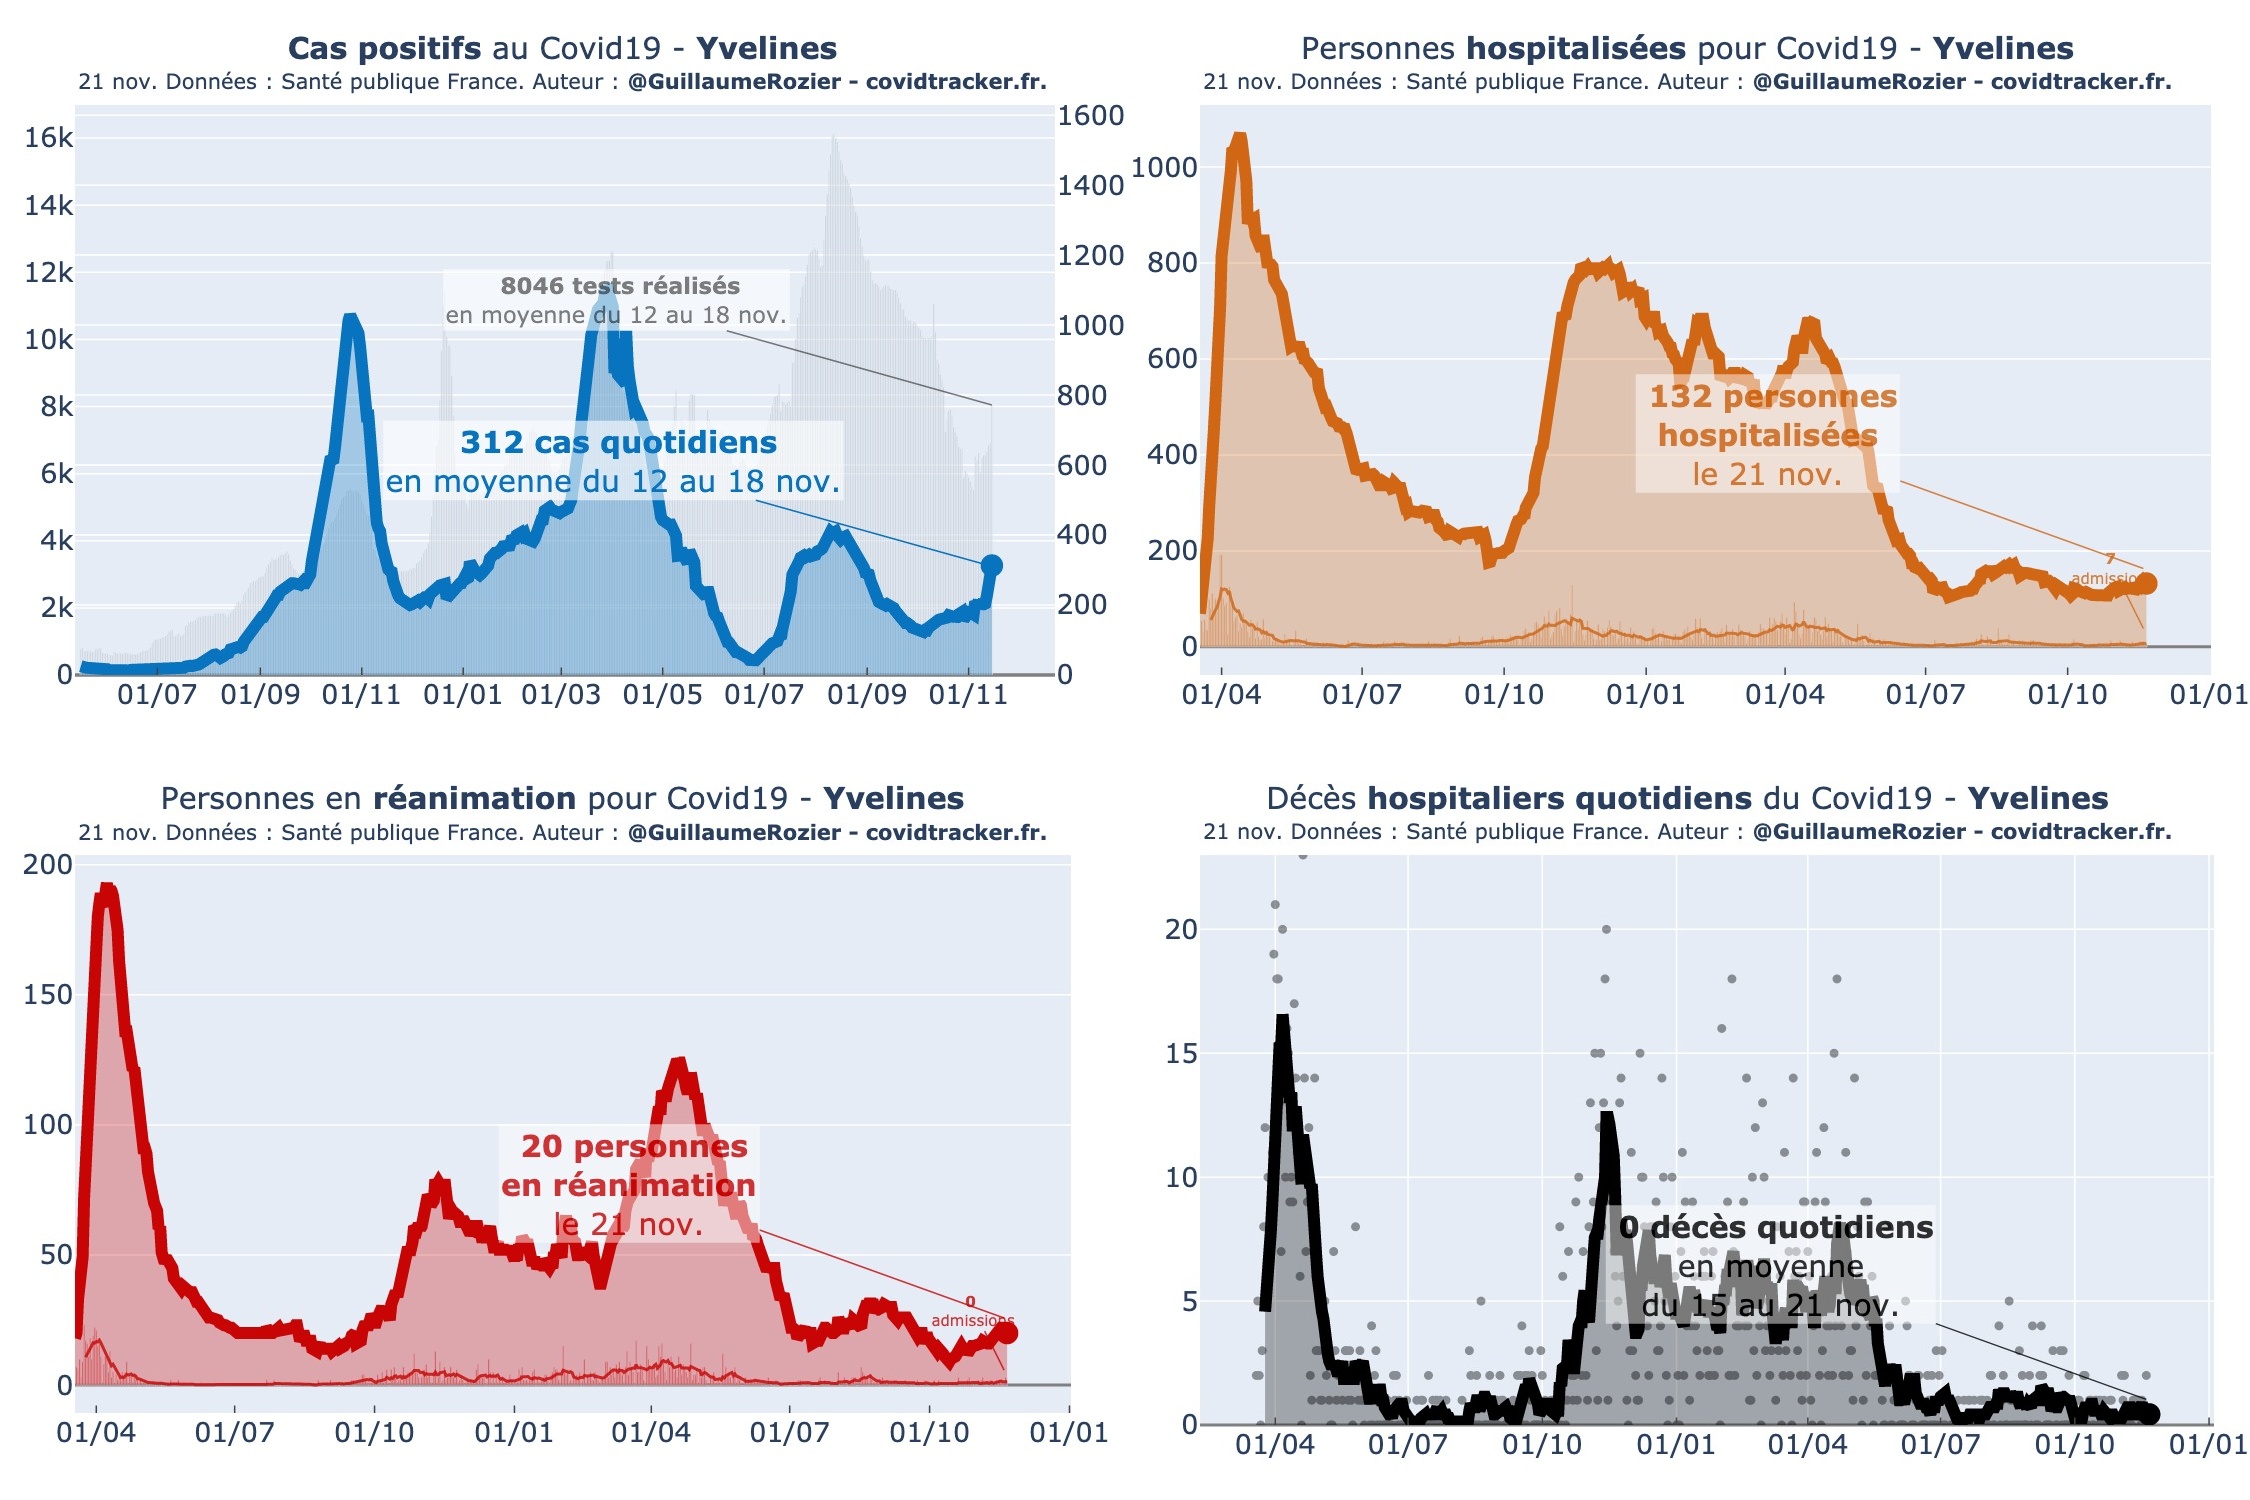 Cas positifs au Covid19 - Yvelines
21 nov. Données : Santé publique France. Auteur : @GuillaumeRozier - covidtracker.fr.
16k
14k
12k
10k
8k
6k
4k
2k
0
1600
1400
1200
1000
800
600
400
200
0
8046 tests réalisés
en moyenne du 12 au 18 nov.
312 cas quotidiens
en moyenne du 12 au 18 nov.
01/07 01/09 01/11 01/01 01/03 01/05 01/07 01/09 01/11
Personnes hospitalisées pour Covid19 - Yvelines
21 nov. Données : Santé publique France. Auteur : @GuillaumeRozier - covidtracker.fr.
1000
800
600
400
200
0
132 personnes
hospitalisées
le 21 nov.
7
admissions
01/04 01/07 01/10 01/01 01/04 01/07 01/10 01/01
Personnes en réanimation pour Covid19 - Yvelines
21 nov. Données : Santé publique France. Auteur : @GuillaumeRozier - covidtracker.fr.
200
150
100
50
0
20 personnes
en réanimation
le 21 nov.
0
admissions
01/04 01/07 01/10 01/01 01/04 01/07 01/10 01/01
Décès hospitaliers quotidiens du Covid19 - Yvelines
21 nov. Données : Santé publique France. Auteur : @GuillaumeRozier - covidtracker.fr.
20
15
10
5
0
0 décès quotidiens
en moyenne
du 15 au 21 nov.
01/04 01/07 01/10 01/01 01/04 01/07 01/10 01/01